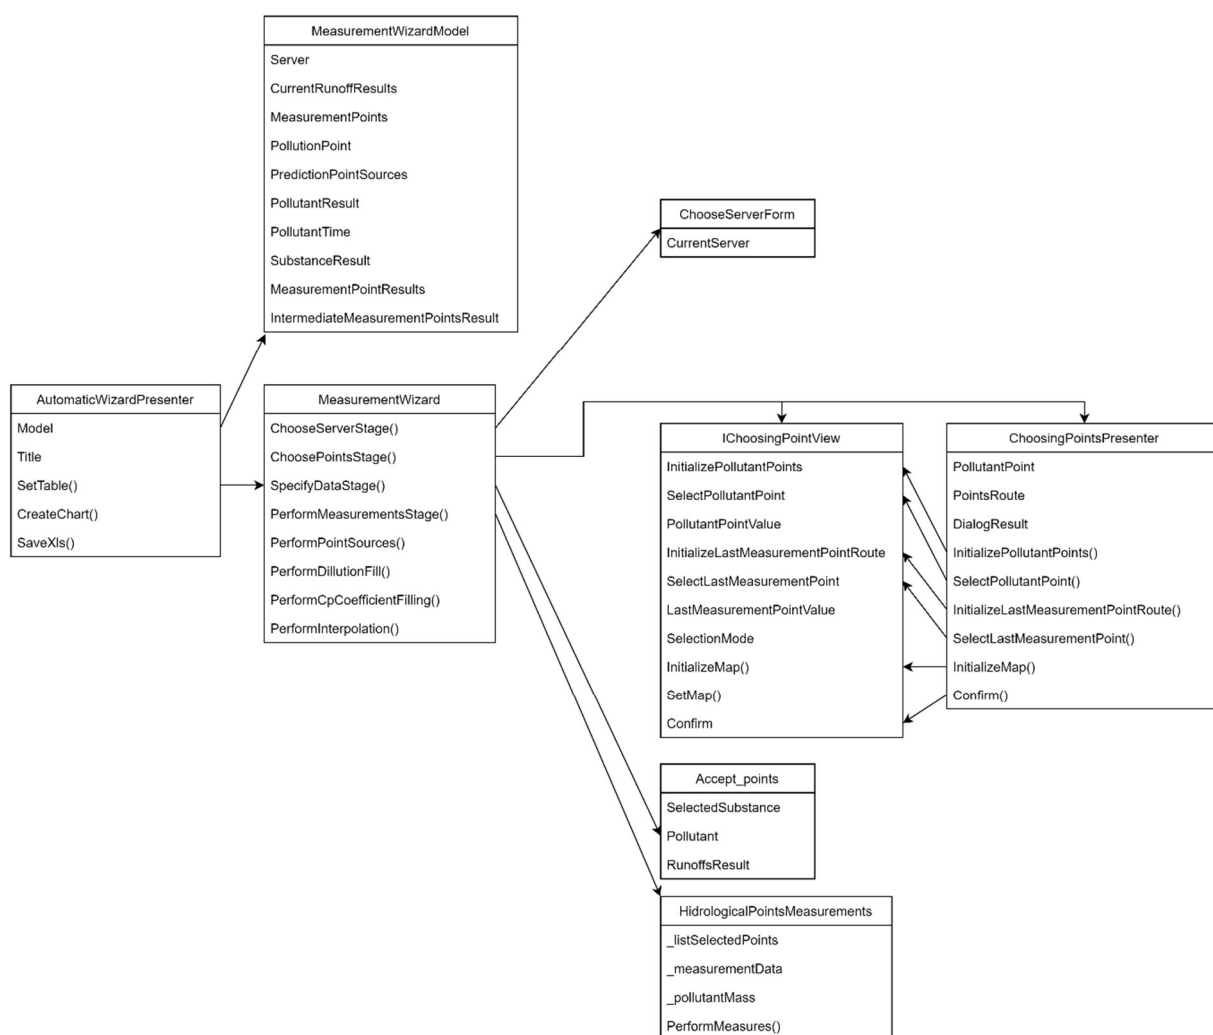 MeasurementWizardModel
Server
CurrentRunoffResults
MeasurementPoints
PollutionPoint
PredictionPointSources
PollutantResult
PollutantTime
SubstanceResult
MeasurementPointResults
IntermediateMeasurementPointsResult
ChooseServerForm
CurrentServer
AutomaticWizardPresenter
Model
Title
SetTable()
CreateChart()
SaveXls()
MeasurementWizard
ChooseServerStage()
ChoosePointsStage()
SpecifyDataStage()
PerformMeasurementsStage()
PerformPointSources()
PerformDillutionFill()
PerformCpCoefficientFilling()
PerformInterpolation()
IChoosingPointView
InitializePollutantPoints
SelectPollutantPoint
PollutantPointValue
InitializeLastMeasurementPointRoute
SelectLastMeasurementPoint
LastMeasurementPointValue
SelectionMode
InitializeMap()
SetMap()
Confirm
ChoosingPointsPresenter
PollutantPoint
PointsRoute
DialogResult
InitializePollutantPoints()
SelectPollutantPoint()
InitializeLastMeasurementPointRoute()
SelectLastMeasurementPoint()
InitializeMap()
Confirm()
Accept_points
SelectedSubstance
Pollutant
RunoffsResult
HidrologicalPointsMeasurements
_listSelectedPoints
_measurementData
_pollutantMass
PerformMeasures()